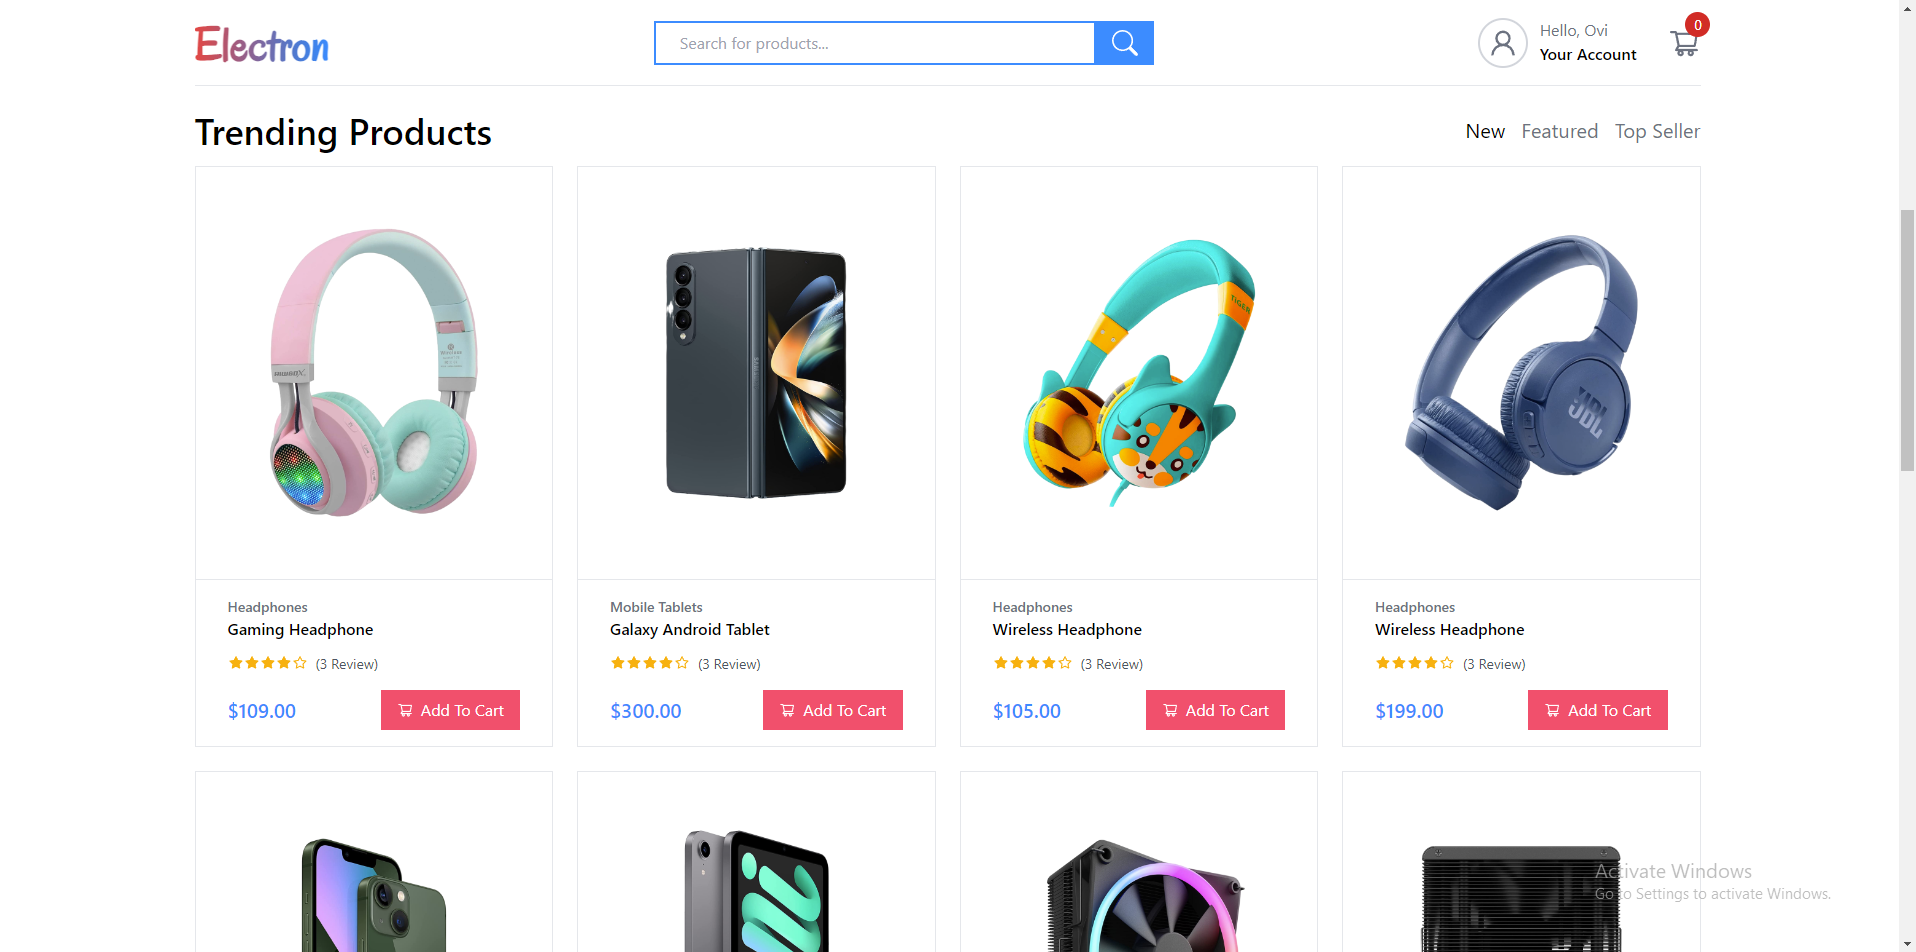 Electron
Search for products...
Hello, Ovi
Your Account
0
Trending Products
New Featured Top Seller
TIGER
SAMSUNG
JBL
Headphones
Gaming Headphone
(3 Review)
$109.00
Add To Cart
Mobile Tablets
Galaxy Android Tablet
(3 Review)
$300.00
Add To Cart
Headphones
Wireless Headphone
(3 Review)
$105.00
Add To Cart
Headphones
Wireless Headphone
(3 Review)
$199.00
Add To Cart
Activate Windows
Go to Settings to activate Windows.